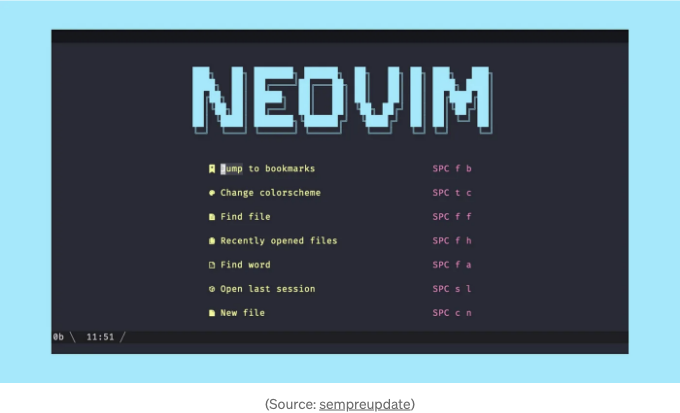 NEOVIM
Jump to bookmarks SPC f b
Change colorscheme SPC t c
Find file SPC f f
Recently opened files SPC f h
Find word SPC f a
Open last session SPC s l
New file SPC c n
0b \ 11:51 /
(Source: sempreupdate)